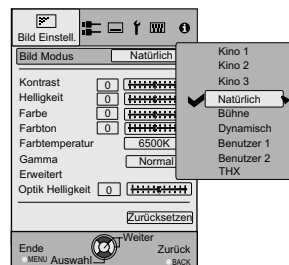 Bild Einstell.
Bild Modus Natürlich
Kontrast 0
Helligkeit 0
Farbe 0
Farbton 0
Farbtemperatur 6500K
Gamma Normal
Erweitert
Optik Helligkeit 0
Zurücksetzen
Ende Weiter Zurück
MENU Auswahl BACK
Kino 1
Kino 2
Kino 3
Natürlich
Bühne
Dynamisch
Benutzer 1
Benutzer 2
THX